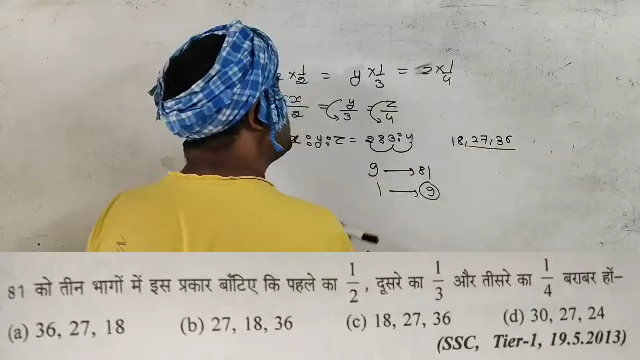 x × 1/2 = y × 1/3 = z × 1/4
x/2 = y/3 = z/4
x : y : z = 2 : 3 : 4 18, 27, 36
9 → 81
1 → 9
81 को तीन भागों में इस प्रकार बाँटिए कि पहले का 1/2, दूसरे का 1/3 और तीसरे का 1/4 बराबर हों–
(a) 36, 27, 18 (b) 27, 18, 36 (c) 18, 27, 36 (d) 30, 27, 24
(SSC, Tier-1, 19.5.2013)